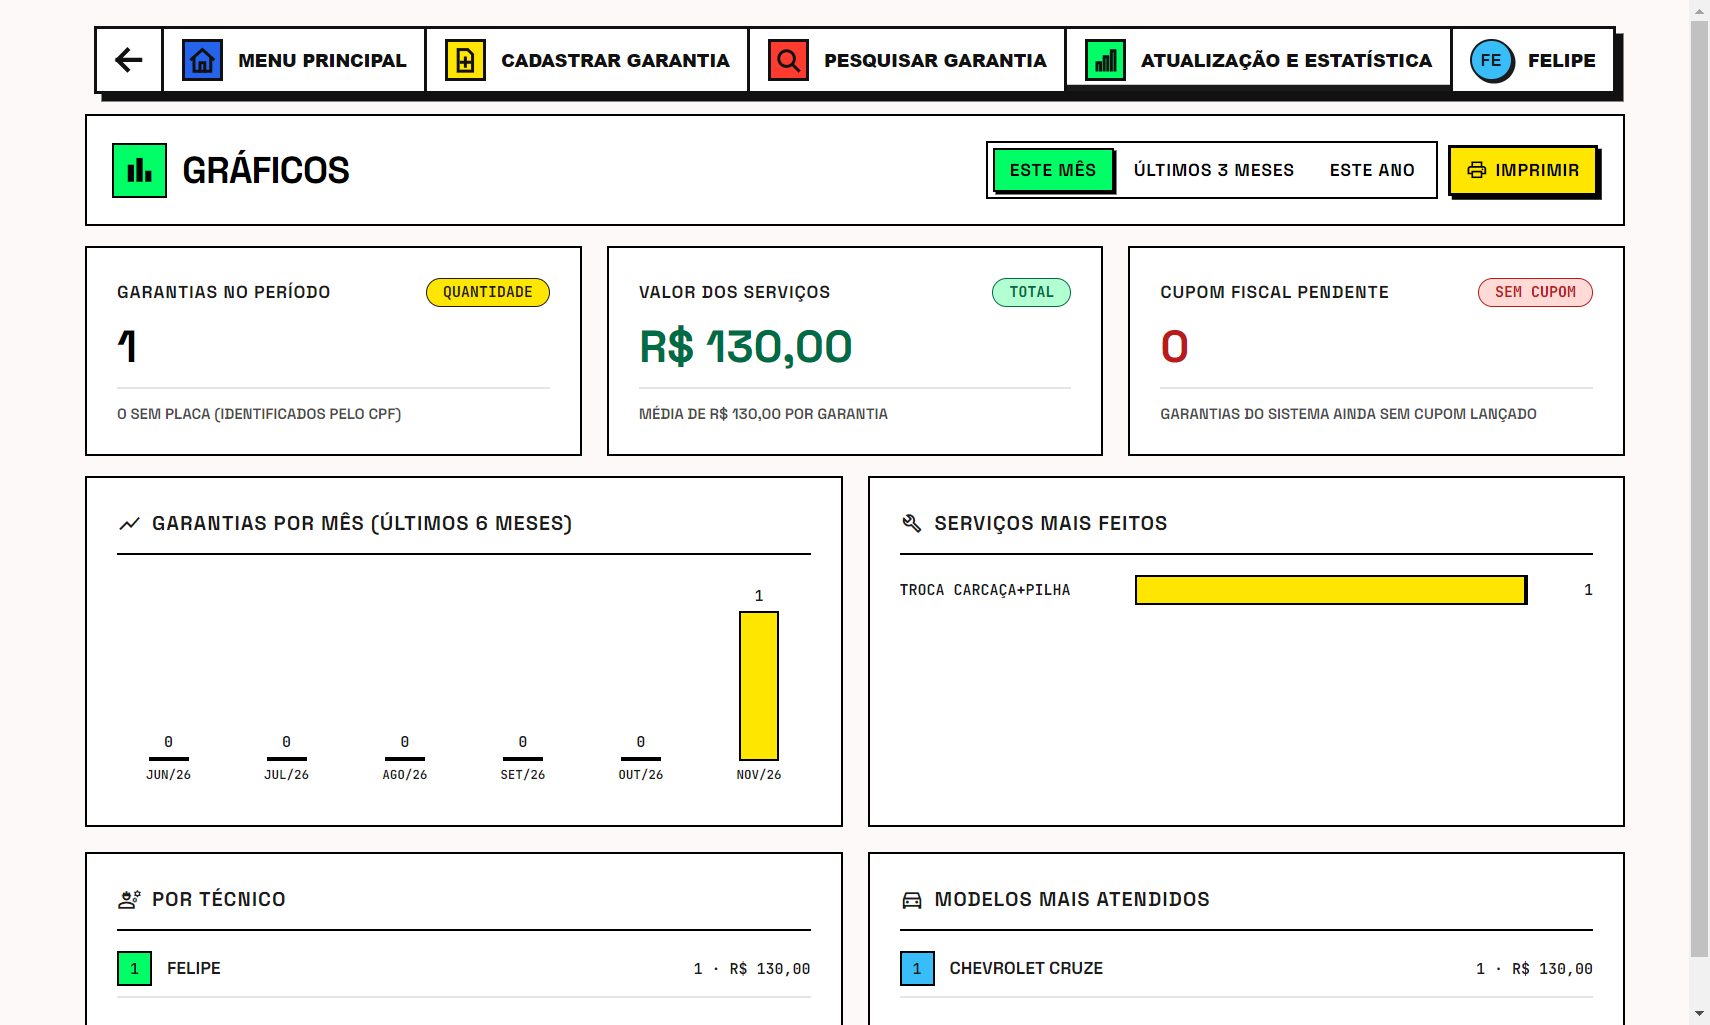 MENU PRINCIPAL
CADASTRAR GARANTIA
PESQUISAR GARANTIA
ATUALIZAÇÃO E ESTATÍSTICA
FE
FELIPE
GRÁFICOS
ESTE MÊS
ÚLTIMOS 3 MESES
ESTE ANO
IMPRIMIR
GARANTIAS NO PERÍODO
QUANTIDADE
1
0 SEM PLACA (IDENTIFICADOS PELO CPF)
VALOR DOS SERVIÇOS
TOTAL
R$ 130,00
MÉDIA DE R$ 130,00 POR GARANTIA
CUPOM FISCAL PENDENTE
SEM CUPOM
0
GARANTIAS DO SISTEMA AINDA SEM CUPOM LANÇADO
GARANTIAS POR MÊS (ÚLTIMOS 6 MESES)
0
JUN/26
0
JUL/26
0
AGO/26
0
SET/26
0
OUT/26
1
NOV/26
SERVIÇOS MAIS FEITOS
TROCA CARCAÇA+PILHA
1
POR TÉCNICO
1
FELIPE
1 · R$ 130,00
MODELOS MAIS ATENDIDOS
1
CHEVROLET CRUZE
1 · R$ 130,00